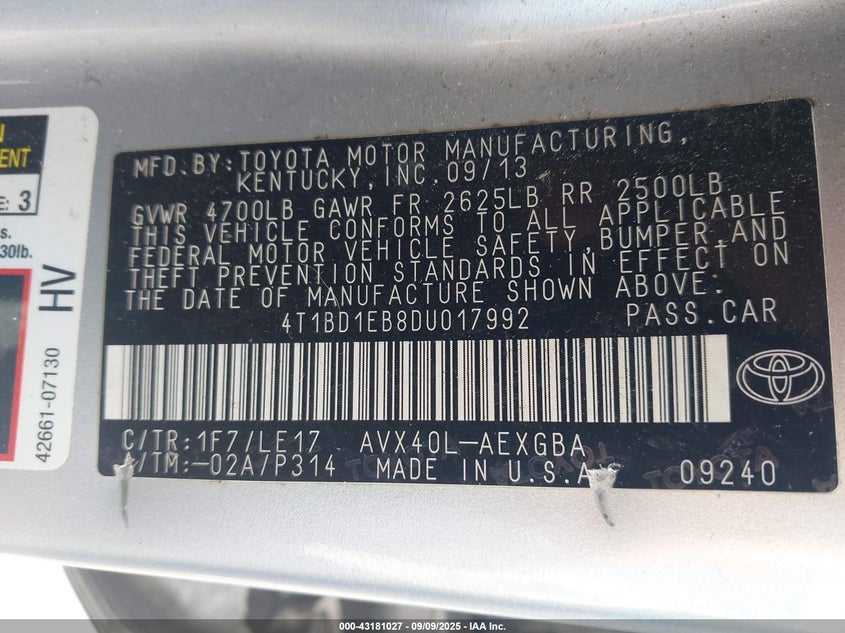 MFD.BY:TOYOTA MOTOR MANUFACTURING,
KENTUCKY,INC.09/13
GVWR 4700LB GAWR FR 2625LB RR 2500LB
THIS VEHICLE CONFORMS TO ALL APPLICABLE
FEDERAL MOTOR VEHICLE SAFETY,BUMPER,AND
THEFT PREVENTION STANDARDS IN EFFECT ON
THE DATE OF MANUFACTURE SHOWN ABOVE:
4T1BD1EB8DU017992 PASS.CAR
C/TR:1F7/LE17 AVX40L-AEXGBA
A/TM:-02A/P314 MADE IN U.S.A. 09240
: 3
30lb.
HV
42661-07130
000-43181027 - 09/09/2025 - IAA Inc.